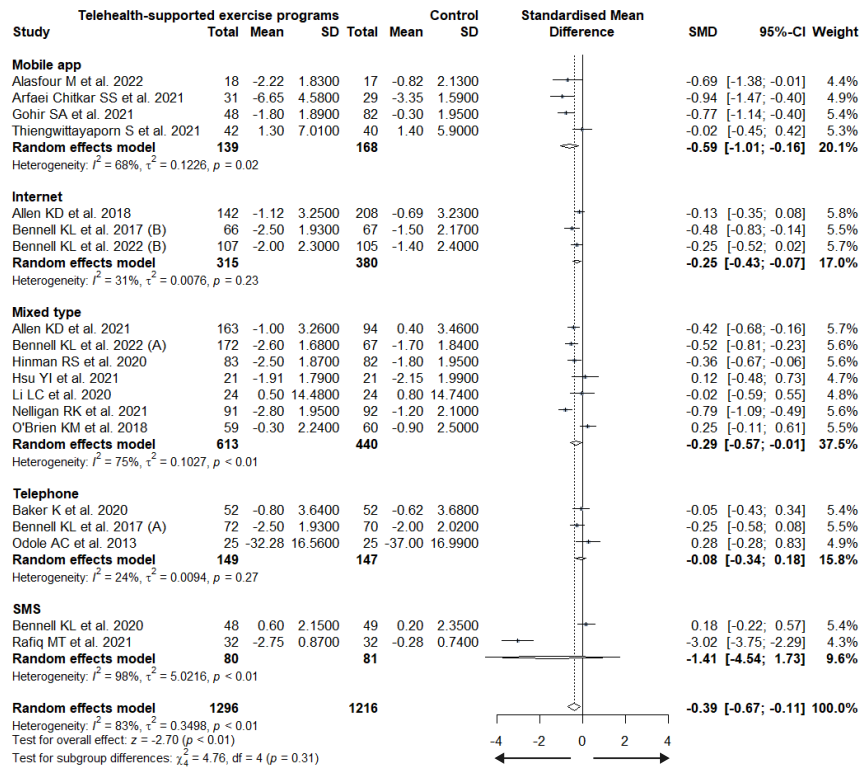 Telehealth-supported exercise programs Control Standardised Mean
Study Total Mean SD Total Mean SD Difference SMD 95%-CI Weight
Mobile app
Alasfour M et al. 2022 18 -2.22 1.8300 17 -0.82 2.1300 -0.69 [-1.38; -0.01] 4.4%
Arfaei Chitkar SS et al. 2021 31 -6.65 4.5800 29 -3.35 1.5900 -0.94 [-1.47; -0.40] 4.9%
Gohir SA et al. 2021 48 -1.80 1.8900 82 -0.30 1.9500 -0.77 [-1.14; -0.40] 5.4%
Thiengwittayaporn S et al. 2021 42 1.30 7.0100 40 1.40 5.9000 -0.02 [-0.45; 0.42] 5.3%
Random effects model 139 168 -0.59 [-1.01; -0.16] 20.1%
Heterogeneity: I² = 68%, τ² = 0.1226, p = 0.02
Internet
Allen KD et al. 2018 142 -1.12 3.2500 208 -0.69 3.2300 -0.13 [-0.35; 0.08] 5.8%
Bennell KL et al. 2017 (B) 66 -2.50 1.9300 67 -1.50 2.1700 -0.48 [-0.83; -0.14] 5.5%
Bennell KL et al. 2022 (B) 107 -2.00 2.3000 105 -1.40 2.4000 -0.25 [-0.52; 0.02] 5.7%
Random effects model 315 380 -0.25 [-0.43; -0.07] 17.0%
Heterogeneity: I² = 31%, τ² = 0.0076, p = 0.23
Mixed type
Allen KD et al. 2021 163 -1.00 3.2600 94 0.40 3.4600 -0.42 [-0.68; -0.16] 5.7%
Bennell KL et al. 2022 (A) 172 -2.60 1.6800 67 -1.70 1.8400 -0.52 [-0.81; -0.23] 5.6%
Hinman RS et al. 2020 83 -2.50 1.8700 82 -1.80 1.9500 -0.36 [-0.67; -0.06] 5.6%
Hsu YI et al. 2021 21 -1.91 1.7900 21 -2.15 1.9900 0.12 [-0.48; 0.73] 4.7%
Li LC et al. 2020 24 0.50 14.4800 24 0.80 14.7400 -0.02 [-0.59; 0.55] 4.8%
Nelligan RK et al. 2021 91 -2.80 1.9500 92 -1.20 2.1000 -0.79 [-1.09; -0.49] 5.6%
O'Brien KM et al. 2018 59 -0.30 2.2400 60 -0.90 2.5000 0.25 [-0.11; 0.61] 5.5%
Random effects model 613 440 -0.29 [-0.57; -0.01] 37.5%
Heterogeneity: I² = 75%, τ² = 0.1027, p < 0.01
Telephone
Baker K et al. 2020 52 -0.80 3.6400 52 -0.62 3.6800 -0.05 [-0.43; 0.34] 5.4%
Bennell KL et al. 2017 (A) 72 -2.50 1.9300 70 -2.00 2.0200 -0.25 [-0.58; 0.08] 5.5%
Odole AC et al. 2013 25 -32.28 16.5600 25 -37.00 16.9900 0.28 [-0.28; 0.83] 4.9%
Random effects model 149 147 -0.08 [-0.34; 0.18] 15.8%
Heterogeneity: I² = 24%, τ² = 0.0094, p = 0.27
SMS
Bennell KL et al. 2020 48 0.60 2.1500 49 0.20 2.3500 0.18 [-0.22; 0.57] 5.4%
Rafiq MT et al. 2021 32 -2.75 0.8700 32 -0.28 0.7400 -3.02 [-3.75; -2.29] 4.3%
Random effects model 80 81 -1.41 [-4.54; 1.73] 9.6%
Heterogeneity: I² = 98%, τ² = 5.0216, p < 0.01
Random effects model 1296 1216 -0.39 [-0.67; -0.11] 100.0%
Heterogeneity: I² = 83%, τ² = 0.3498, p < 0.01
Test for overall effect: z = -2.70 (p < 0.01)
-4 -2 0 2 4
Test for subgroup differences: χ²₄ = 4.76, df = 4 (p = 0.31)